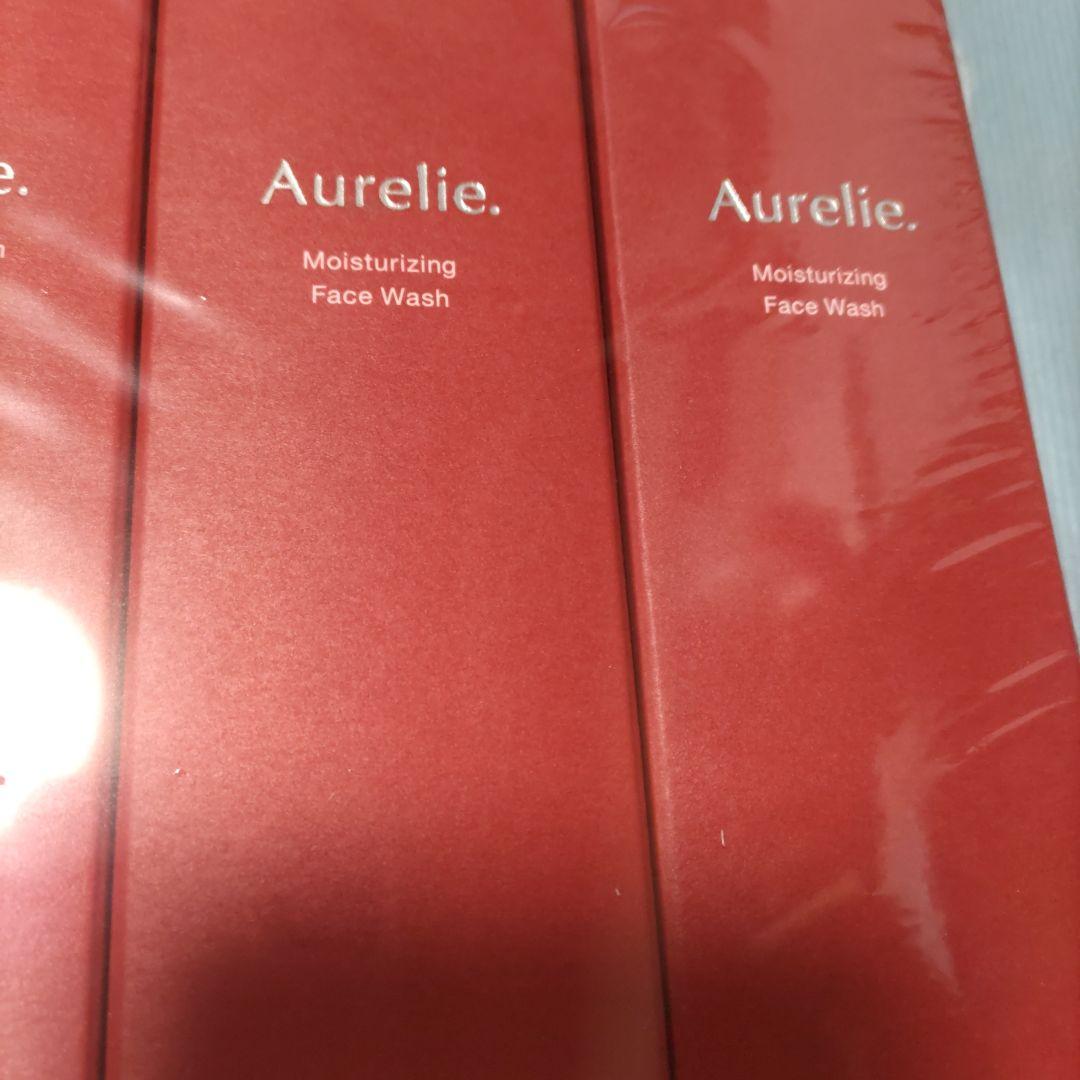 Aurelie.
Moisturizing
Face Wash
Aurelie.
Moisturizing
Face Wash